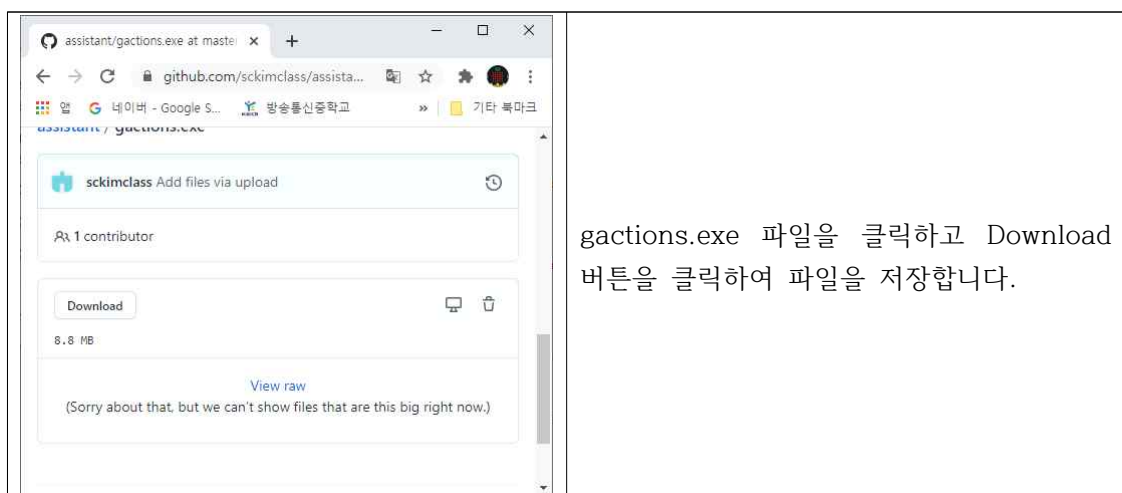 assistant/gactions.exe at master
github.com/sckimclass/assista...
앱 네이버 - Google S... 방송통신중학교 » 기타 북마크
assistant / gactions.exe
sckimclass Add files via upload
1 contributor
Download
8.8 MB
View raw
(Sorry about that, but we can't show files that are this big right now.)
gactions.exe 파일을 클릭하고 Download
버튼을 클릭하여 파일을 저장합니다.